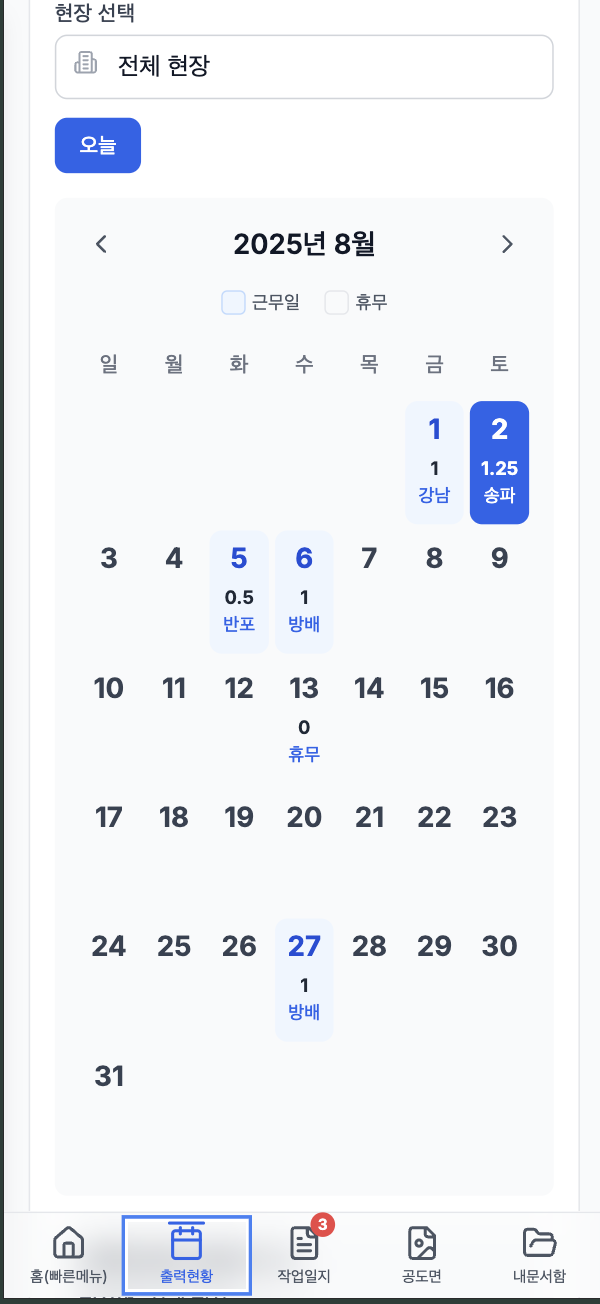 현장 선택
전체 현장
오늘
2025년 8월
근무일 휴무
일 월 화 수 목 금 토
1 2
1 1.25
강남 송파
3 4 5 6 7 8 9
0.5 1
반포 방배
10 11 12 13 14 15 16
0
휴무
17 18 19 20 21 22 23
24 25 26 27 28 29 30
1
방배
31
3
홈(빠른메뉴) 출력현황 작업일지 공도면 내문서함